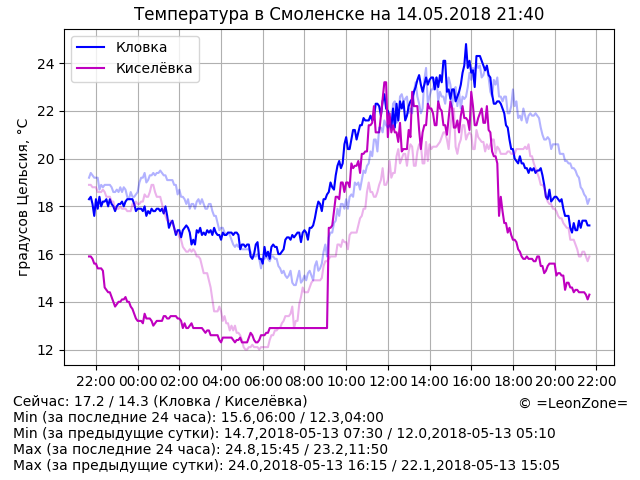 Температура в Смоленске на 14.05.2018 21:40
Кловка
Киселёвка
градусов Цельсия, °C
24
22
20
18
16
14
12
22:00 00:00 02:00 04:00 06:00 08:00 10:00 12:00 14:00 16:00 18:00 20:00 22:00
Сейчас: 17.2 / 14.3 (Кловка / Киселёвка)
© =LeonZone=
Min (за последние 24 часа): 15.6,06:00 / 12.3,04:00
Min (за предыдущие сутки): 14.7,2018-05-13 07:30 / 12.0,2018-05-13 05:10
Max (за последние 24 часа): 24.8,15:45 / 23.2,11:50
Max (за предыдущие сутки): 24.0,2018-05-13 16:15 / 22.1,2018-05-13 15:05